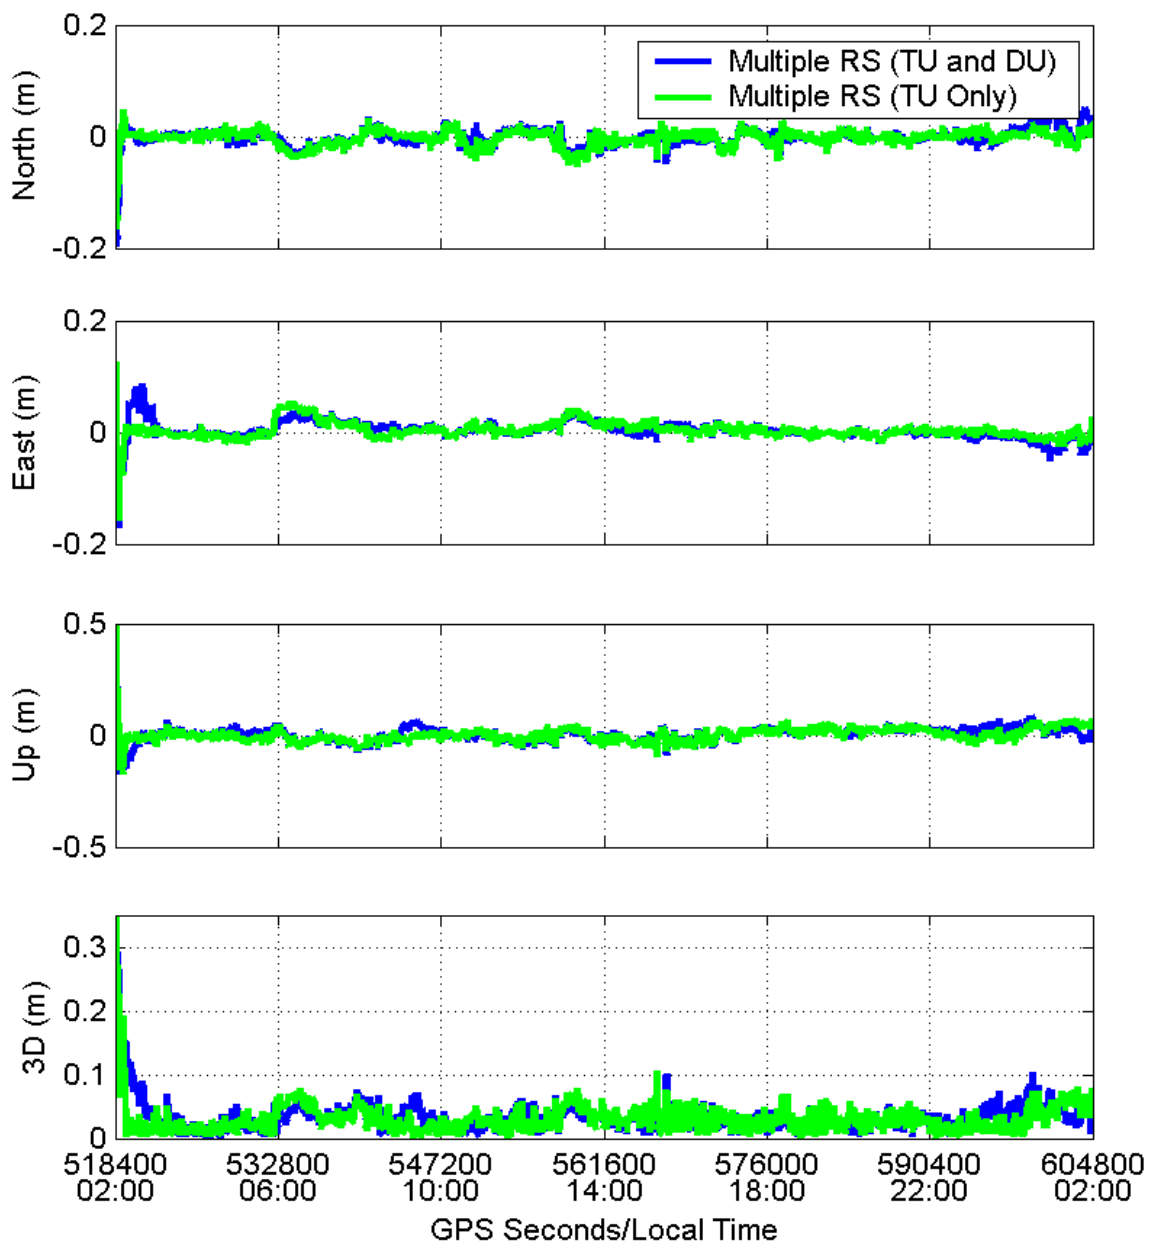 0.2
Multiple RS (TU and DU)
Multiple RS (TU Only)
North (m)
0
-0.2
0.2
East (m)
0
-0.2
0.5
Up (m)
0
-0.5
0.3
0.2
3D (m)
0.1
0
518400 532800 547200 561600 576000 590400 604800
02:00 06:00 10:00 14:00 18:00 22:00 02:00
GPS Seconds/Local Time